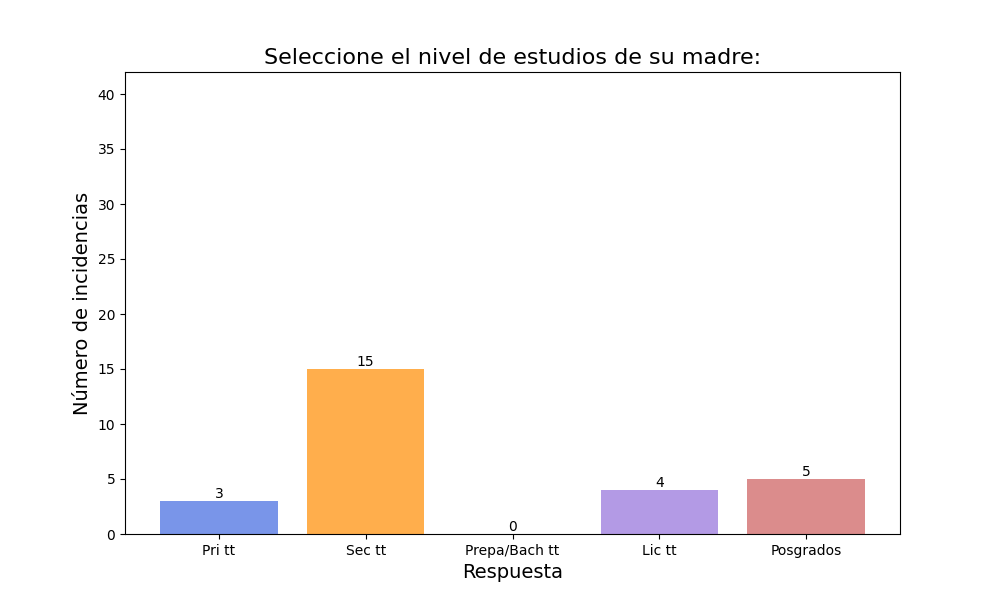 Seleccione el nivel de estudios de su madre:
Número de incidencias
40
35
30
25
20
15
10
5
0
3
15
0
4
5
Pri tt
Sec tt
Prepa/Bach tt
Lic tt
Posgrados
Respuesta